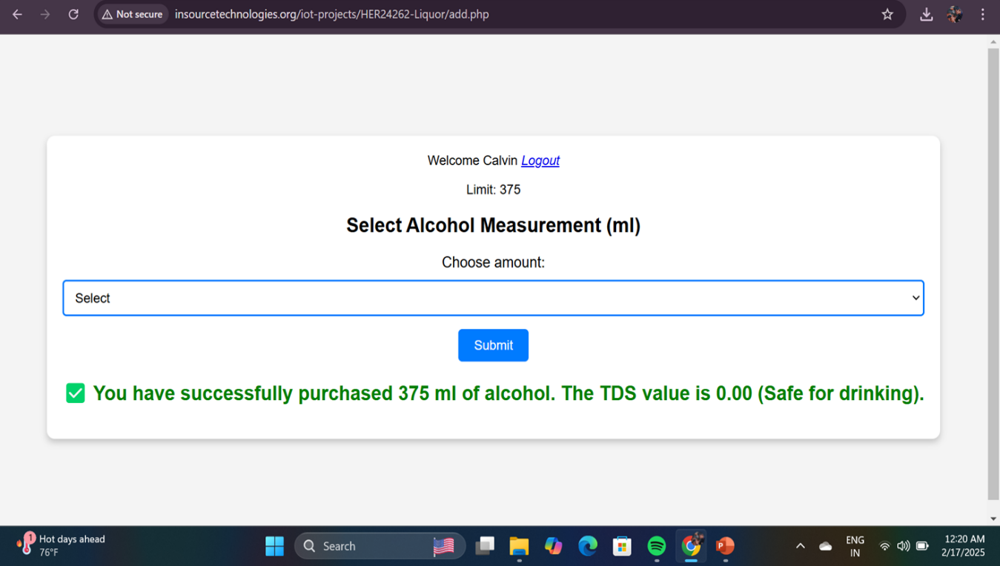 Not secure
insourcetechnologies.org/iot-projects/HER24262-Liquor/add.php
Welcome Calvin Logout
Limit: 375
Select Alcohol Measurement (ml)
Choose amount:
Select
Submit
You have successfully purchased 375 ml of alcohol. The TDS value is 0.00 (Safe for drinking).
1
Hot days ahead
76°F
Search
P
ENG
IN
12:20 AM
2/17/2025